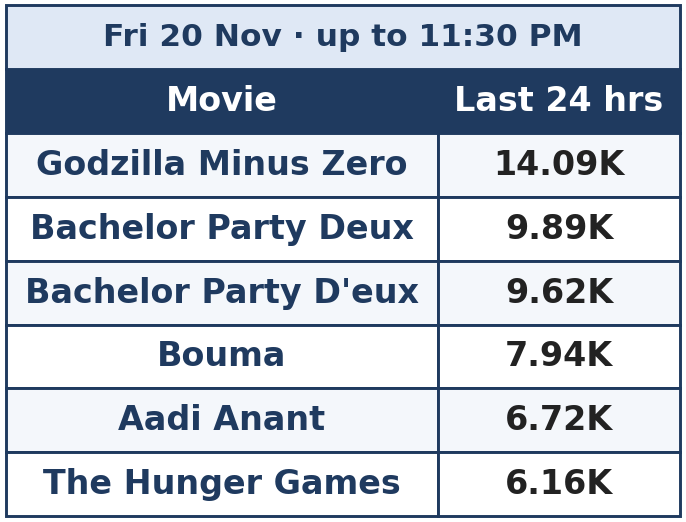 Fri 20 Nov · up to 11:30 PM
Movie Last 24 hrs
Godzilla Minus Zero 14.09K
Bachelor Party Deux 9.89K
Bachelor Party D'eux 9.62K
Bouma 7.94K
Aadi Anant 6.72K
The Hunger Games 6.16K